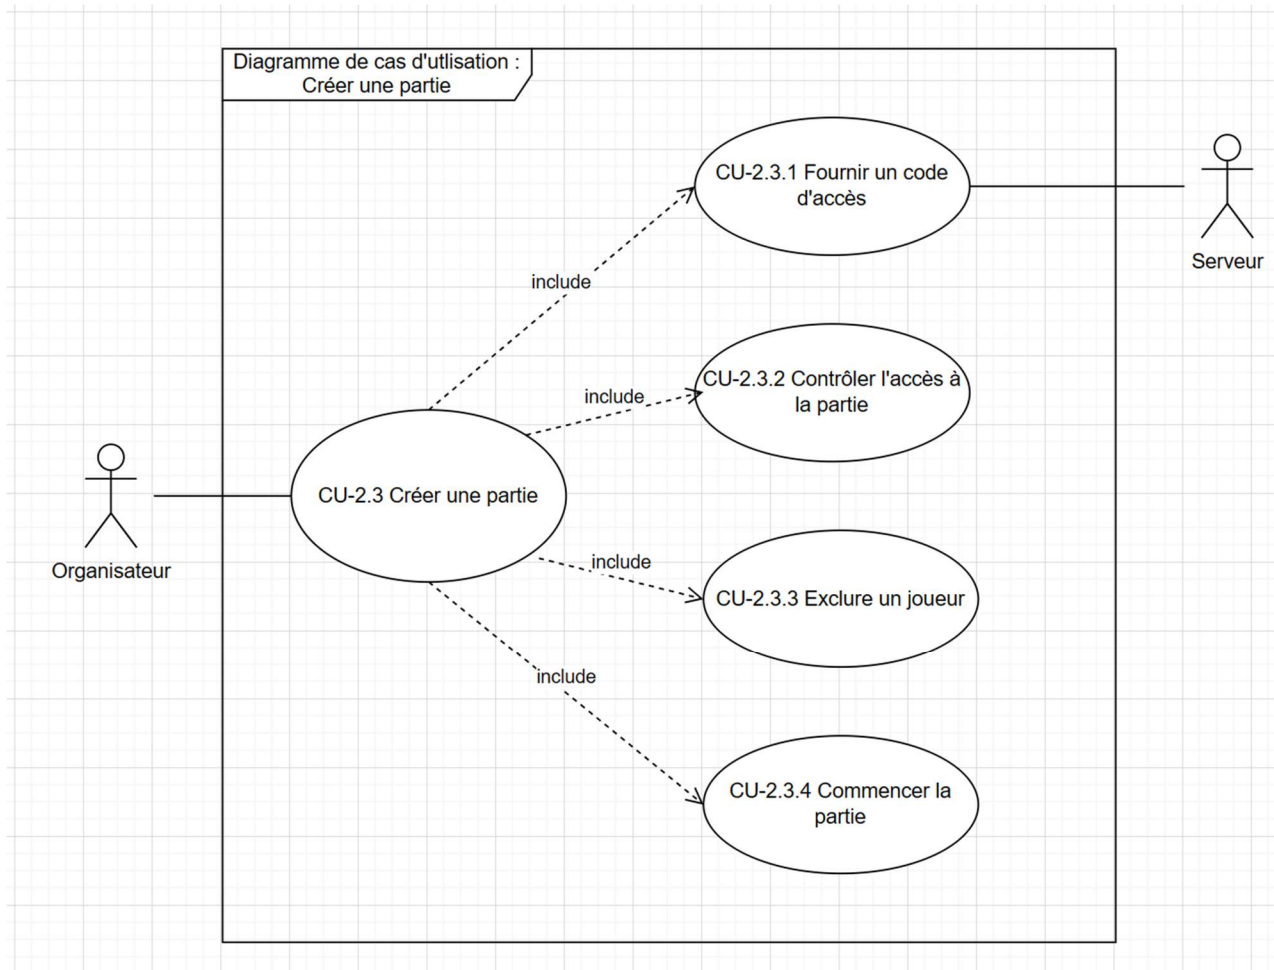 Diagramme de cas d'utlisation :
Créer une partie
CU-2.3.1 Fournir un code
d'accès
Serveur
include
CU-2.3.2 Contrôler l'accès à
la partie
include
CU-2.3 Créer une partie
Organisateur
include
CU-2.3.3 Exclure un joueur
include
CU-2.3.4 Commencer la
partie